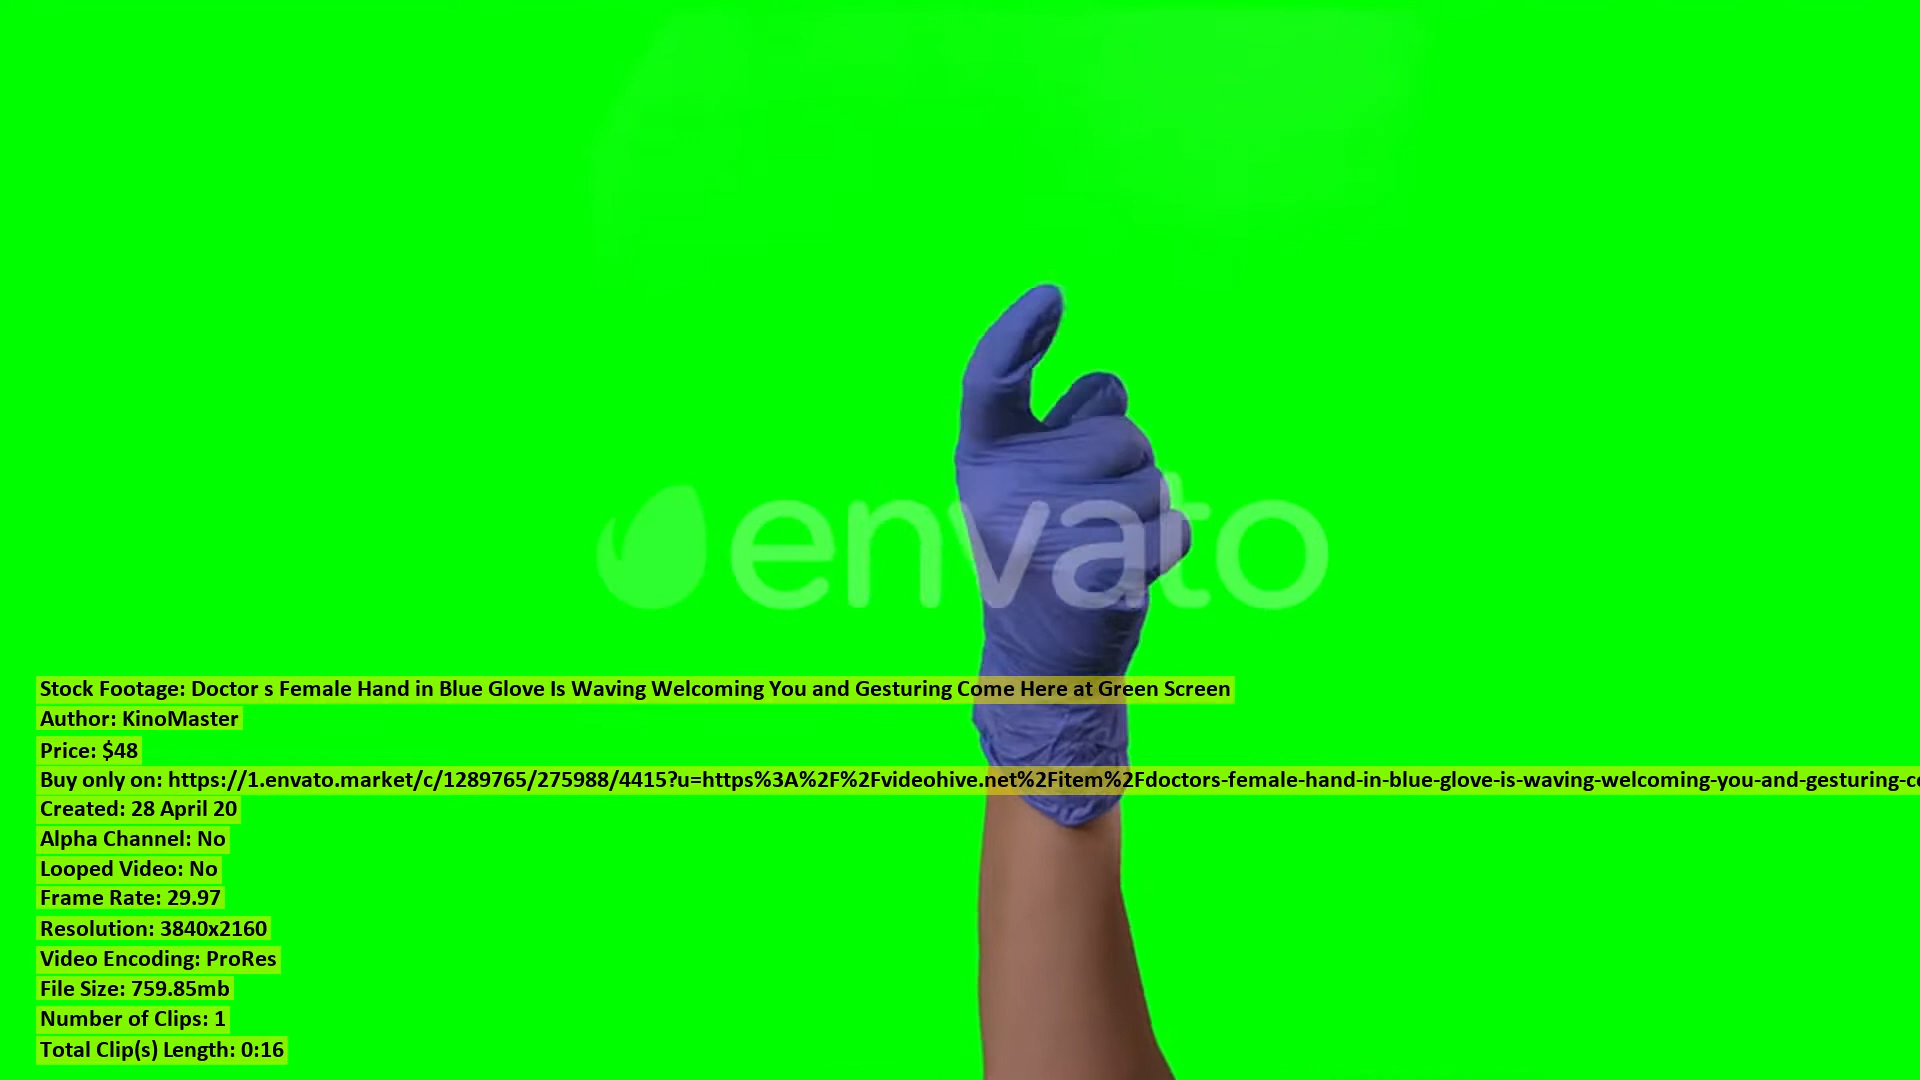 envato
Stock Footage: Doctor s Female Hand in Blue Glove Is Waving Welcoming You and Gesturing Come Here at Green Screen
Author: KinoMaster
Price: $48
Buy only on: https://1.envato.market/c/1289765/275988/4415?u=https%3A%2F%2Fvideohive.net%2Fitem%2Fdoctors-female-hand-in-blue-glove-is-waving-welcoming-you-and-gesturing-c
Created: 28 April 20
Alpha Channel: No
Looped Video: No
Frame Rate: 29.97
Resolution: 3840x2160
Video Encoding: ProRes
File Size: 759.85mb
Number of Clips: 1
Total Clip(s) Length: 0:16